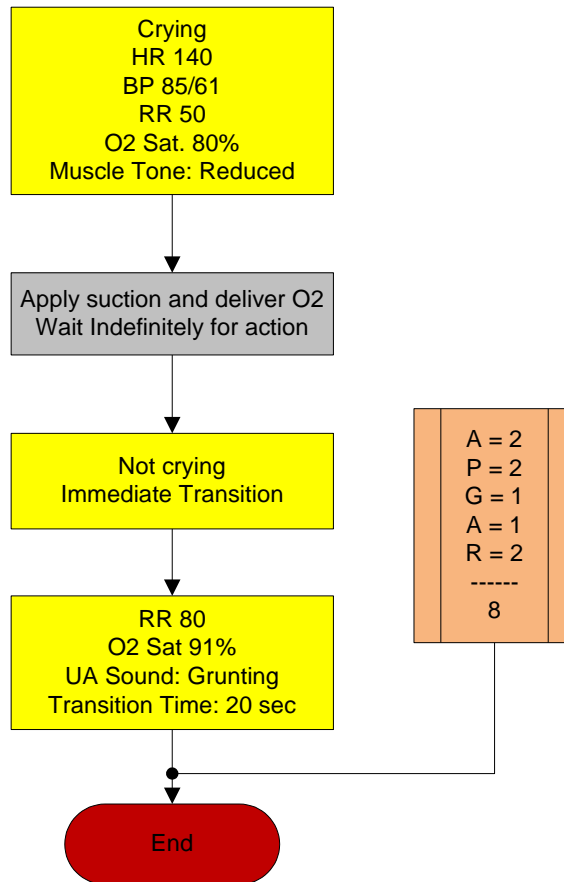 Crying
HR 140
BP 85/61
RR 50
O2 Sat. 80%
Muscle Tone: Reduced
Apply suction and deliver O2
Wait Indefinitely for action
Not crying
Immediate Transition
A = 2
P = 2
G = 1
A = 1
R = 2
------
8
RR 80
O2 Sat 91%
UA Sound: Grunting
Transition Time: 20 sec
End